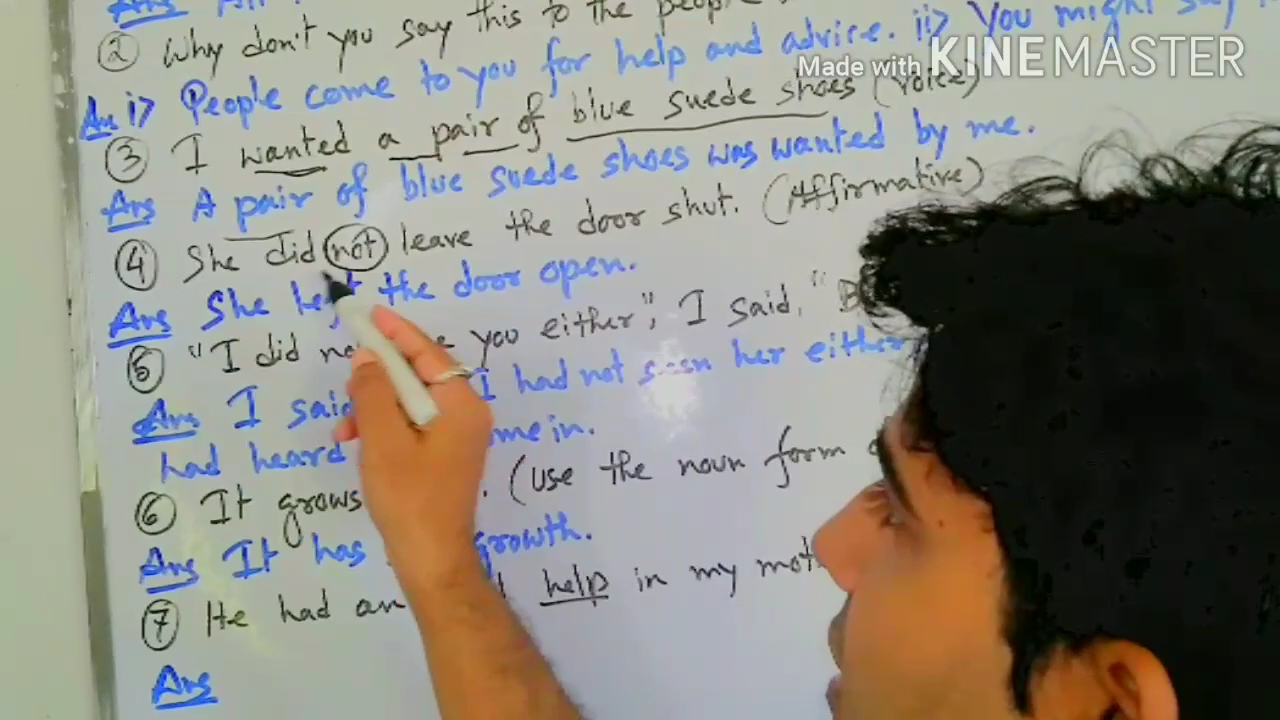 Ans
② Why don't you say this to the people
Ans i> People come to you for help and advice. ii> You might say
Made with KINEMASTER
③ I wanted a pair of blue suede shoes (voice)
Ans A pair of blue suede shoes was wanted by me.
④ She did not leave the door shut. (Affirmative)
Ans She the door open.
⑤ "I did you either", I said, "
Ans I said I had not seen her either
had heard in.
⑥ It grows (use the noun form
Ans It has growth.
⑦ He had an help in my
Ans